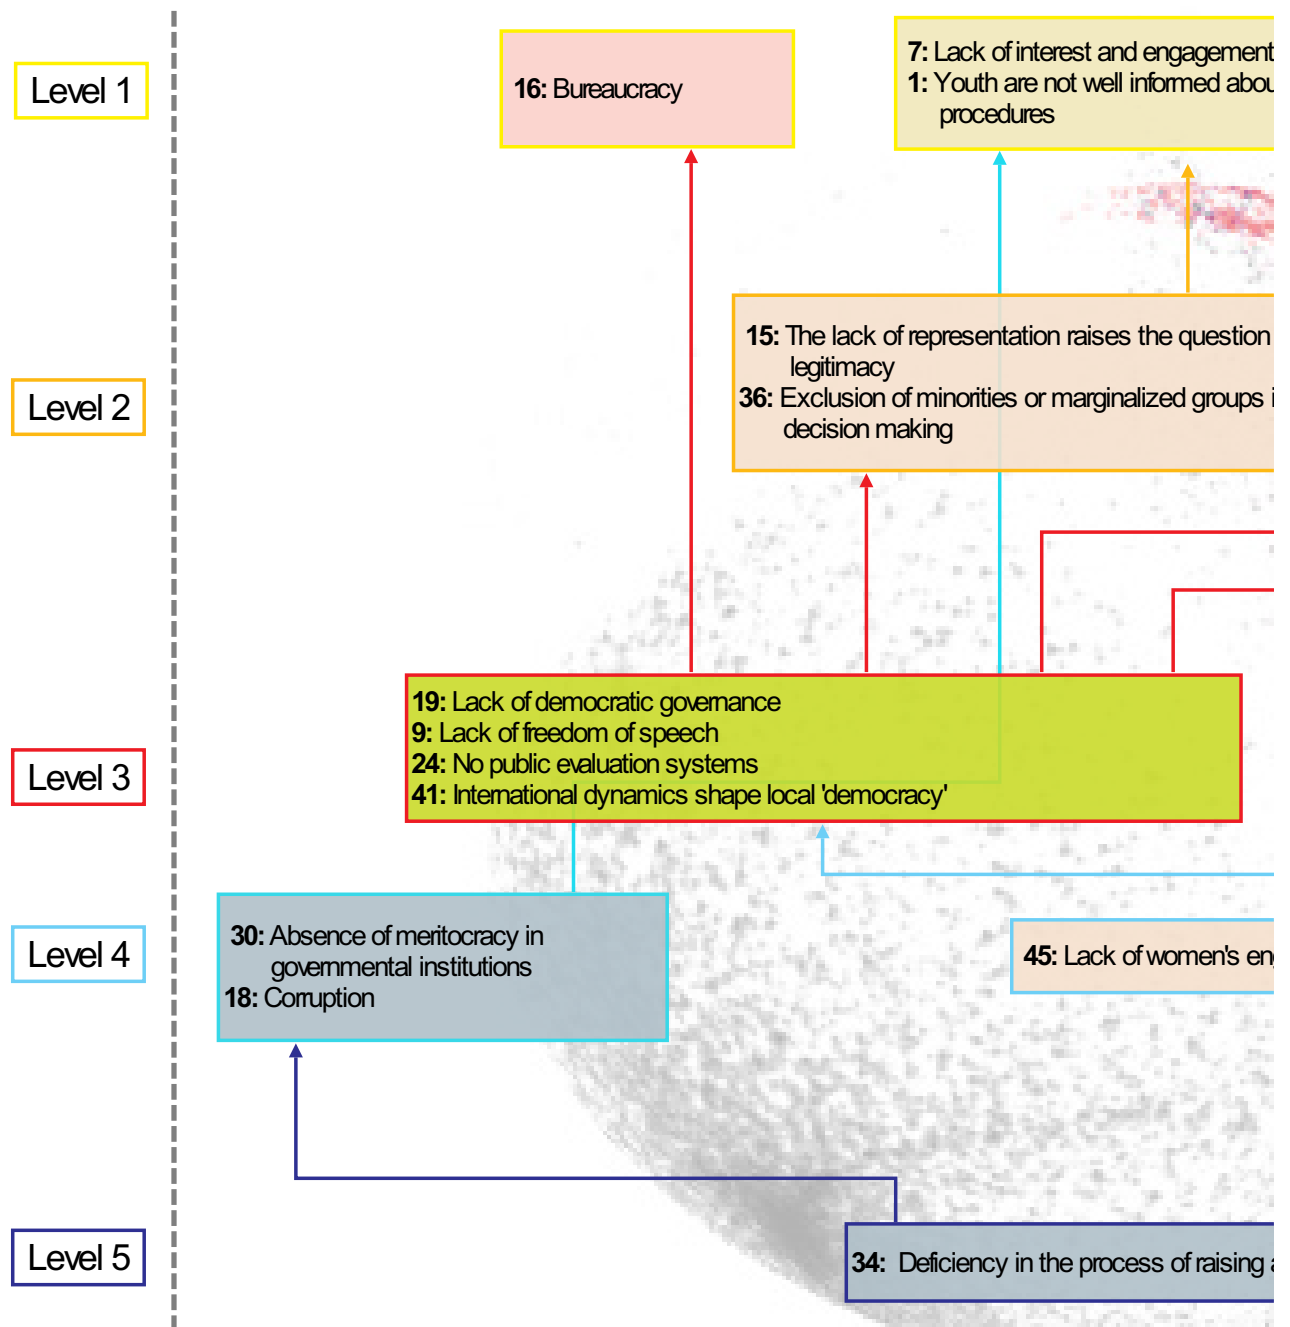 Level 1
16: Bureaucracy
7: Lack of interest and engagement
1: Youth are not well informed
procedures
Level 2
15: The lack of representation raises the question
legitimacy
36: Exclusion of minorities or marginalized groups
decision making
Level 3
19: Lack of democratic governance
9: Lack of freedom of speech
24: No public evaluation systems
41: International dynamics shape local 'democracy'
Level 4
30: Absence of meritocracy in
governmental institutions
18: Corruption
45: Lack of women's
Level 5
34: Deficiency in the process of raising